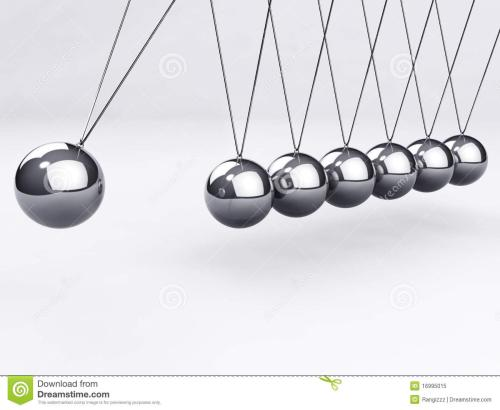 Download from
Dreamstime.com
This watermarked comp image is for previewing purposes only.
16995015
Rangizzz | Dreamstime.com